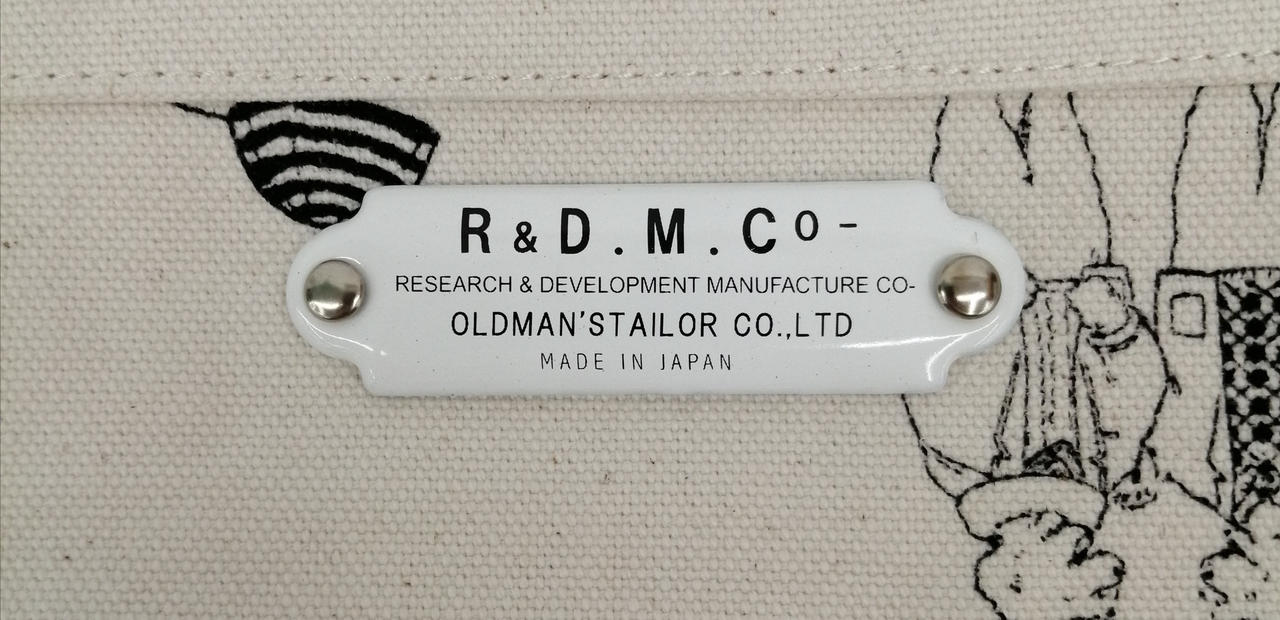 R & D . M . Co -
RESEARCH & DEVELOPMENT MANUFACTURE CO-
OLDMAN'STAILOR CO.,LTD
MADE IN JAPAN